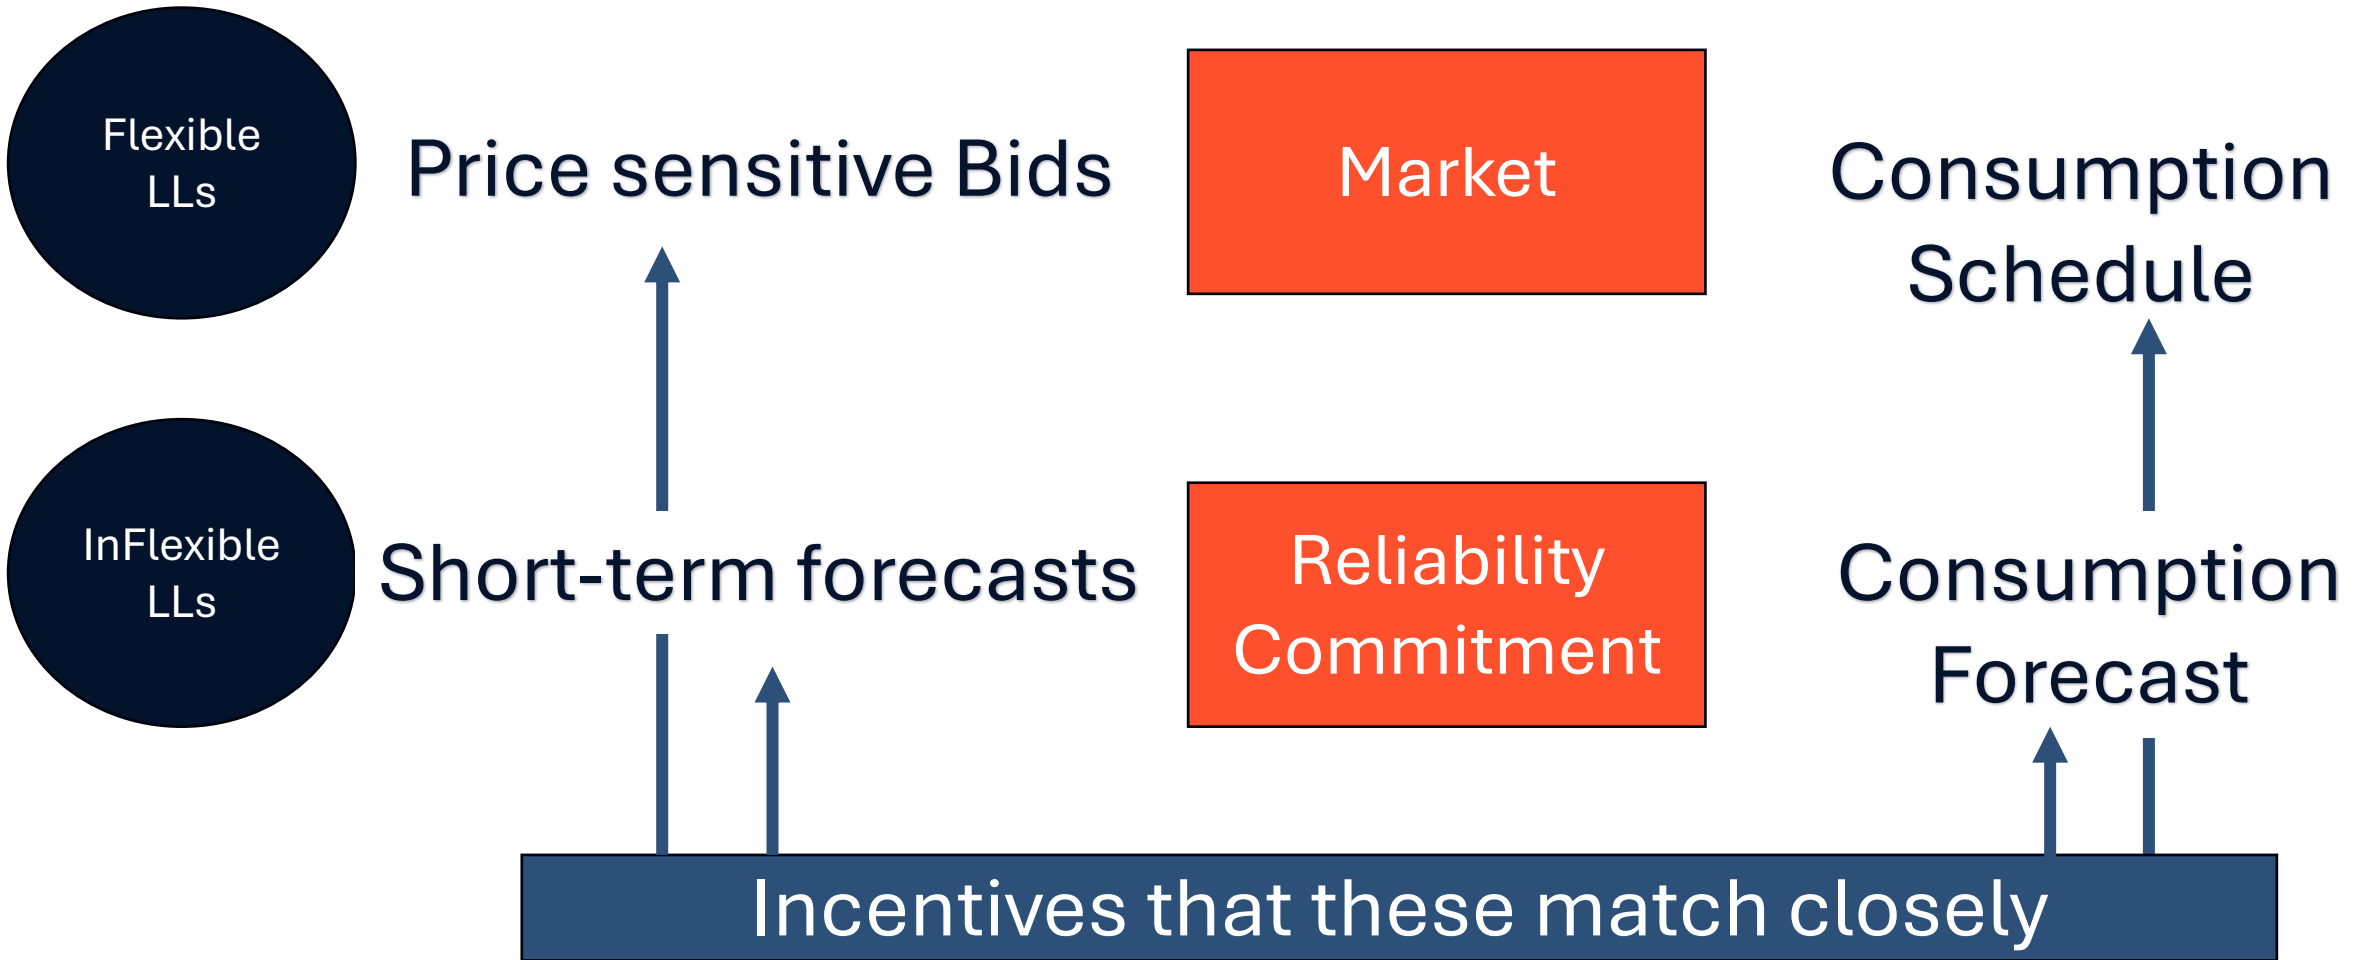 Flexible
LLs
Price sensitive Bids
Market
Consumption
Schedule
InFlexible
LLs
Short-term forecasts
Reliability
Commitment
Consumption
Forecast
Incentives that these match closely